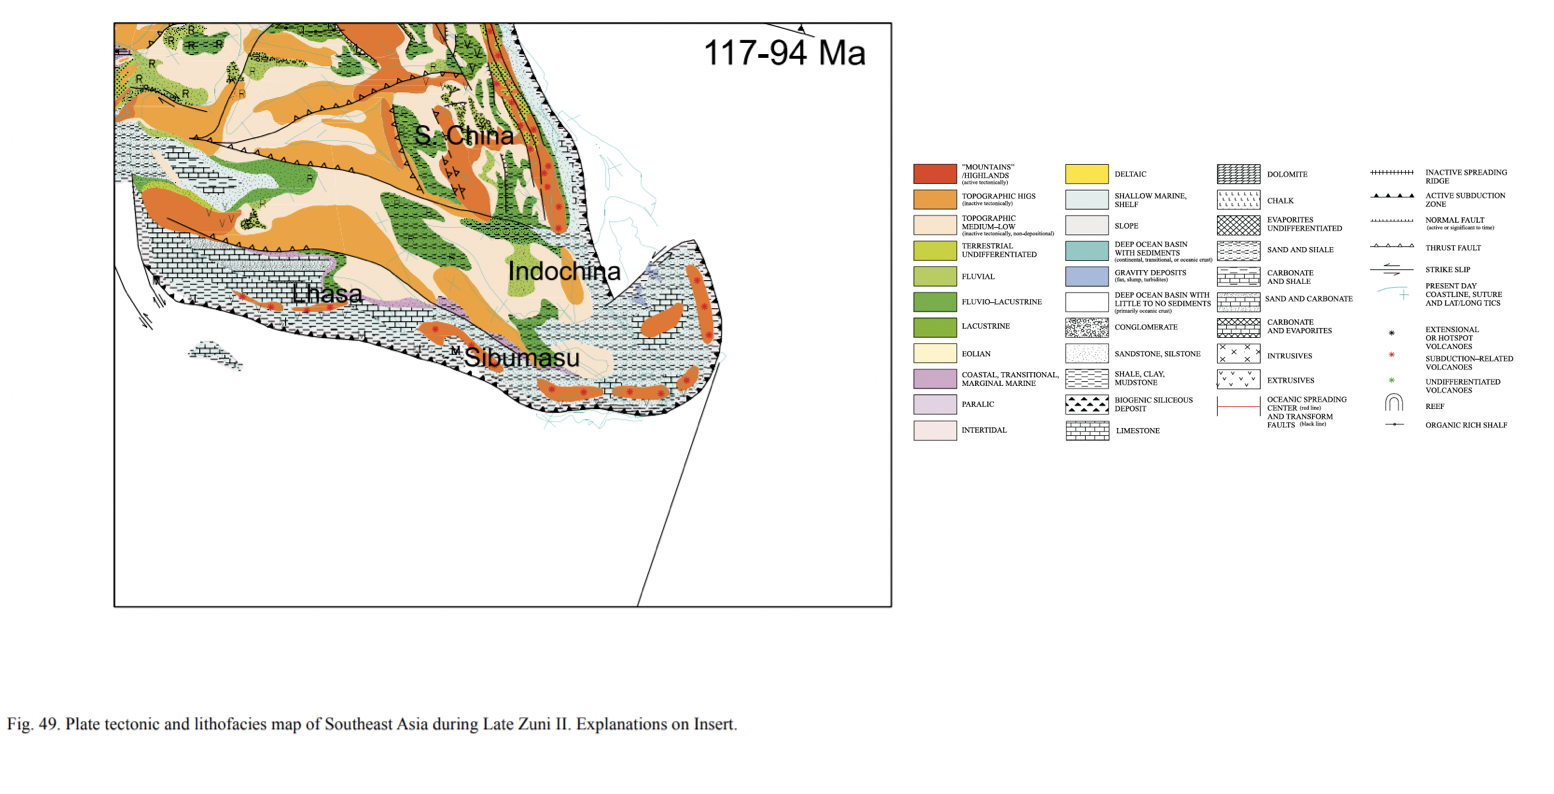 117-94 Ma
R
R
R
R
R
V
V
R
R
R
V
R
R
S. China
R
V V V
R
Indochina
Lhasa
M
M
Sibumasu
"MOUNTAINS"
/HIGHLANDS
(active tectonically)
TOPOGRAPHIC HIGS
(inactive tectonically)
TOPOGRAPHIC
MEDIUM–LOW
(inactive tectonically, non-depositional)
TERRESTRIAL
UNDIFFERENTIATED
FLUVIAL
FLUVIO–LACUSTRINE
LACUSTRINE
EOLIAN
COASTAL, TRANSITIONAL,
MARGINAL MARINE
PARALIC
INTERTIDAL
DELTAIC
SHALLOW MARINE,
SHELF
SLOPE
DEEP OCEAN BASIN
WITH SEDIMENTS
(continental, transitional, or oceanic crust)
GRAVITY DEPOSITS
(fan, slump, turbidites)
DEEP OCEAN BASIN WITH
LITTLE TO NO SEDIMENTS
(primarily oceanic crust)
CONGLOMERATE
SANDSTONE, SILSTONE
SHALE, CLAY,
MUDSTONE
BIOGENIC SILICEOUS
DEPOSIT
LIMESTONE
DOLOMITE
CHALK
EVAPORITES
UNDIFFERENTIATED
SAND AND SHALE
CARBONATE
AND SHALE
SAND AND CARBONATE
CARBONATE
AND EVAPORITES
INTRUSIVES
EXTRUSIVES
OCEANIC SPREADING
CENTER (red line)
AND TRANSFORM
FAULTS (black line)
INACTIVE SPREADING
RIDGE
ACTIVE SUBDUCTION
ZONE
NORMAL FAULT
(active or significant to time)
THRUST FAULT
STRIKE SLIP
PRESENT DAY
COASTLINE, SUTURE
AND LAT/LONG TICS
EXTENSIONAL
OR HOTSPOT
VOLCANOES
SUBDUCTION–RELATED
VOLCANOES
UNDIFFERENTIATED
VOLCANOES
REEF
ORGANIC RICH SHALF
Fig. 49. Plate tectonic and lithofacies map of Southeast Asia during Late Zuni II. Explanations on Insert.